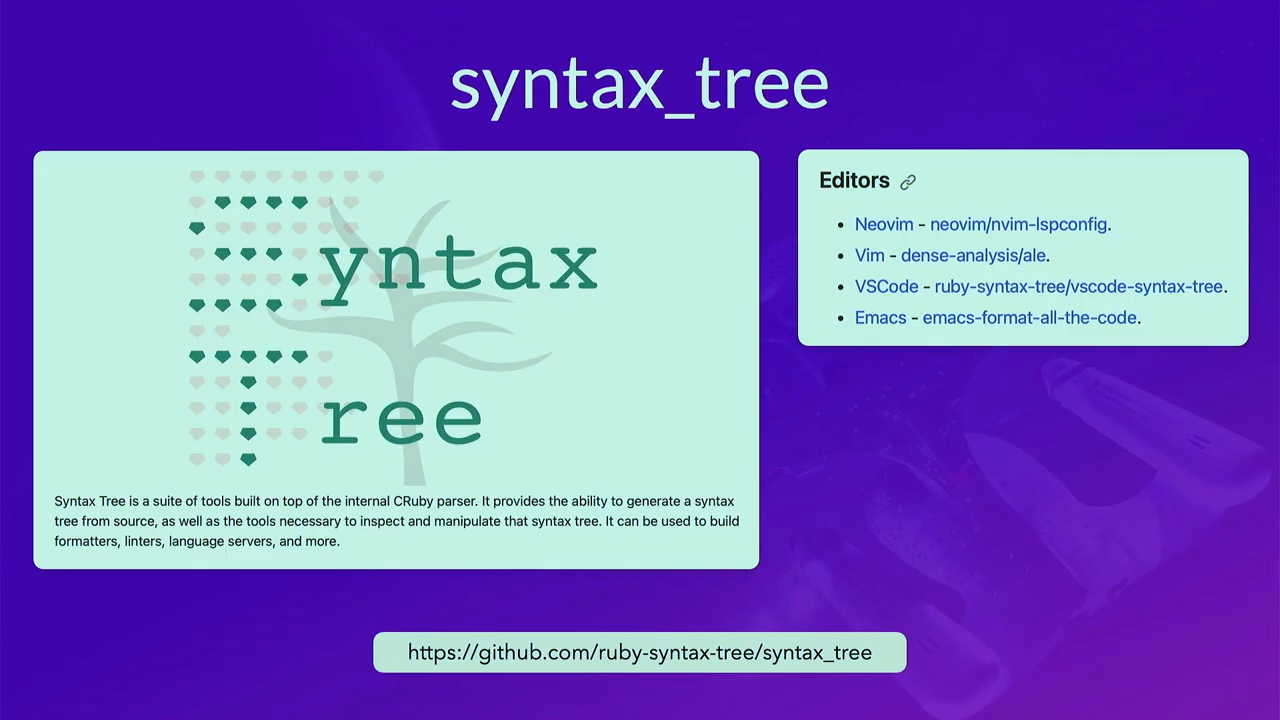 syntax_tree
Syntax
Tree
Syntax Tree is a suite of tools built on top of the internal CRuby parser. It provides the ability to generate a syntax
tree from source, as well as the tools necessary to inspect and manipulate that syntax tree. It can be used to build
formatters, linters, language servers, and more.
Editors
• Neovim - neovim/nvim-lspconfig.
• Vim - dense-analysis/ale.
• VSCode - ruby-syntax-tree/vscode-syntax-tree.
• Emacs - emacs-format-all-the-code.
https://github.com/ruby-syntax-tree/syntax_tree